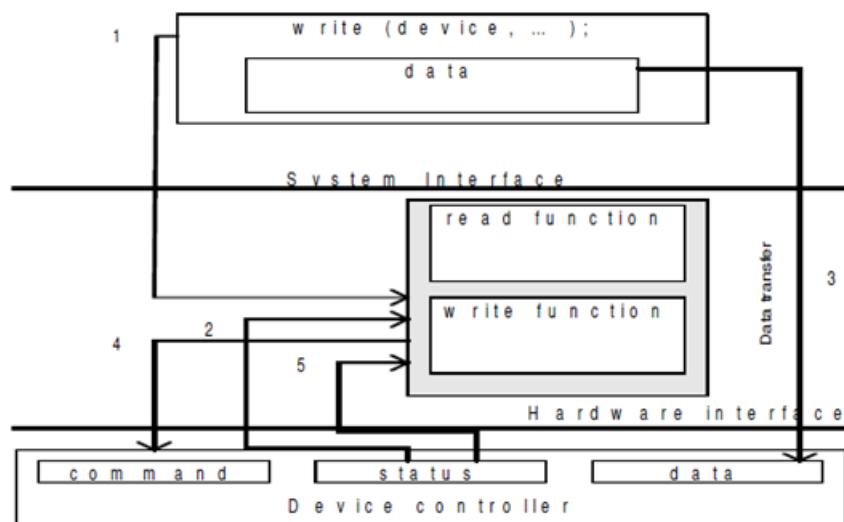 1
write (device, … );
data
System Interface
read function
Data transfer
3
write function
4
2
5
Hardware interface
command
status
data
Device controller